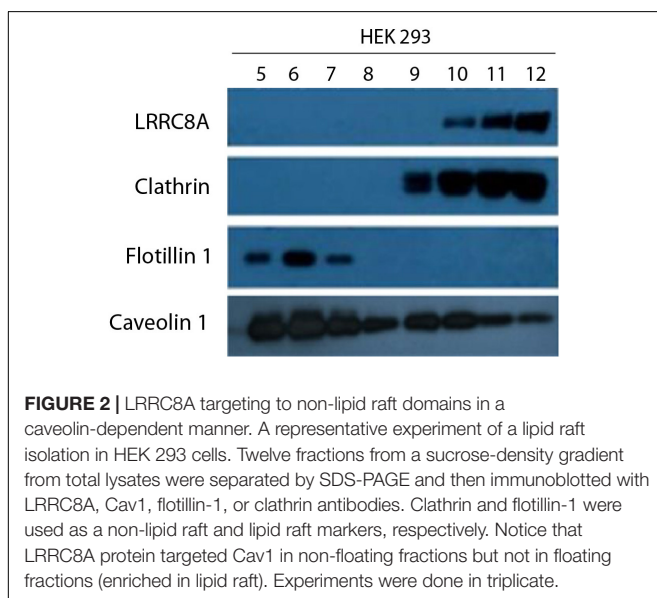 HEK 293
5 6 7 8 9 10 11 12
LRRC8A
Clathrin
Flotillin 1
Caveolin 1
FIGURE 2 | LRRC8A targeting to non-lipid raft domains in a
caveolin-dependent manner. A representative experiment of a lipid raft
isolation in HEK 293 cells. Twelve fractions from a sucrose-density gradient
from total lysates were separated by SDS-PAGE and then immunoblotted with
LRRC8A, Cav1, flotillin-1, or clathrin antibodies. Clathrin and flotillin-1 were
used as a non-lipid raft and lipid raft markers, respectively. Notice that
LRRC8A protein targeted Cav1 in non-floating fractions but not in floating
fractions (enriched in lipid raft). Experiments were done in triplicate.